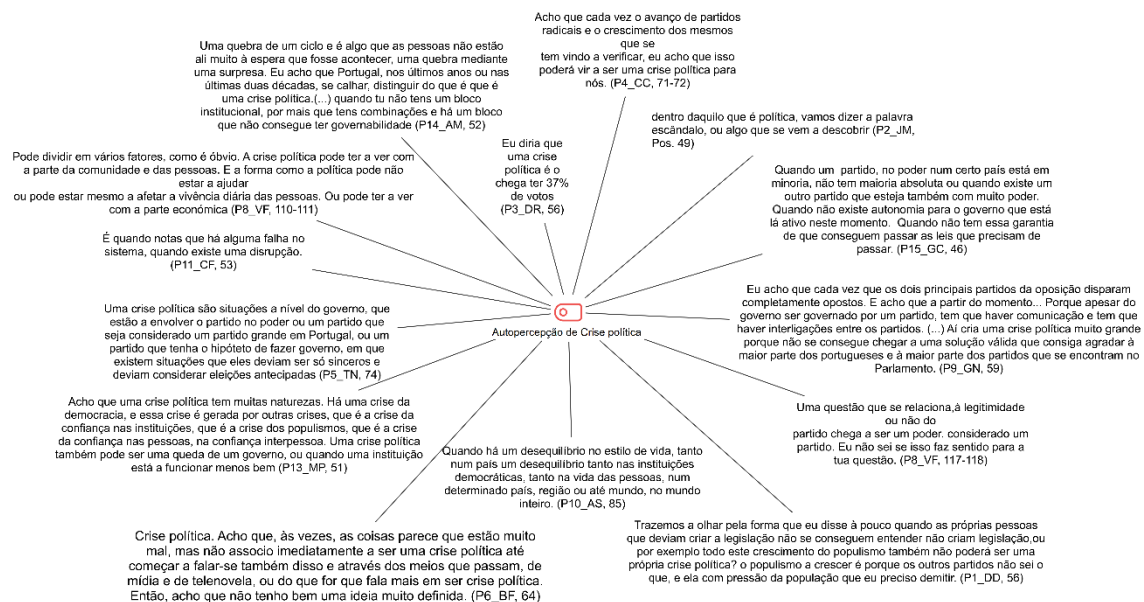 Acho que cada vez o avanço de partidos
radicais e o crescimento dos mesmos
que se
tem vindo a verificar, eu acho que isso
poderá vir a ser uma crise política para
nós. (P4_CC, 71-72)
Uma quebra de um ciclo e é algo que as pessoas não estão
ali muito à espera que fosse acontecer, uma quebra mediante
uma surpresa. Eu acho que Portugal, nos últimos anos ou nas
últimas duas décadas, se calhar, distinguir do que é que é
uma crise política.(...) quando tu não tens um bloco
institucional, por mais que tens combinações e há um bloco
que não consegue ter governabilidade (P14_AM, 52)
dentro daquilo que é política, vamos dizer a palavra
escândalo, ou algo que se vem a descobrir (P2_JM,
Pos. 49)
Eu diria que
uma crise
política é o
chega ter 37%
de votos
(P3_DR, 56)
Pode dividir em vários fatores, como é óbvio. A crise política pode ter a ver com
a parte da comunidade e das pessoas. E a forma como a política pode não
estar a ajudar
ou pode estar mesmo a afetar a vivência diária das pessoas. Ou pode ter a ver
com a parte económica (P8_VF, 110-111)
Quando um  partido, no poder num certo país está em
minoria, não tem maioria absoluta ou quando existe um
outro partido que esteja também com muito poder.
Quando não existe autonomia para o governo que está
lá ativo neste momento.  Quando não tem essa garantia
de que conseguem passar as leis que precisam de
passar. (P15_GC, 46)
É quando notas que há alguma falha no
sistema, quando existe uma disrupção.
(P11_CF, 53)
Eu acho que cada vez que os dois principais partidos da oposição disparam
completamente opostos. E acho que a partir do momento... Porque apesar do
governo ser governado por um partido, tem que haver comunicação e tem que
haver interligações entre os partidos. (...) Aí cria uma crise política muito grande
porque não se consegue chegar a uma solução válida que consiga agradar à
maior parte dos portugueses e à maior parte dos partidos que se encontram no
Parlamento. (P9_GN, 59)
Autopercepção de Crise política
Uma crise política são situações a nível do governo, que
estão a envolver o partido no poder ou um partido que
seja considerado um partido grande em Portugal, ou um
partido que tenha o hipóteto de fazer governo, em que
existem situações que eles deviam ser só sinceros e
deviam considerar eleições antecipadas (P5_TN, 74)
Acho que uma crise política tem muitas naturezas. Há uma crise da
democracia, e essa crise é gerada por outras crises, que é a crise da
confiança nas instituições, que é a crise dos populismos, que é a crise
da confiança nas pessoas, na confiança interpessoa. Uma crise política
também pode ser uma queda de um governo, ou quando uma instituição
está a funcionar menos bem (P13_MP, 51)
Uma questão que se relaciona,à legitimidade
ou não do
partido chega a ser um poder. considerado um
partido. Eu não sei se isso faz sentido para a
tua questão. (P8_VF, 117-118)
Quando há um desequilíbrio no estilo de vida, tanto
num país um desequilíbrio tanto nas instituições
democráticas, tanto na vida das pessoas, num
determinado país, região ou até mundo, no mundo
inteiro. (P10_AS, 85)
Crise política. Acho que, às vezes, as coisas parece que estão muito
mal, mas não associo imediatamente a ser uma crise política até
começar a falar-se também disso e através dos meios que passam, de
mídia e de telenovela, ou do que for que fala mais em ser crise política.
Então, acho que não tenho bem uma ideia muito definida. (P6_BF, 64)
Trazemos a olhar pela forma que eu disse à pouco quando as próprias pessoas
que deviam criar a legislação não se conseguem entender não criam legislação,ou
por exemplo todo este crescimento do populismo também não poderá ser uma
própria crise política? o populismo a crescer é porque os outros partidos não sei o
que, e ela com pressão da população que eu preciso demitir. (P1_DD, 56)